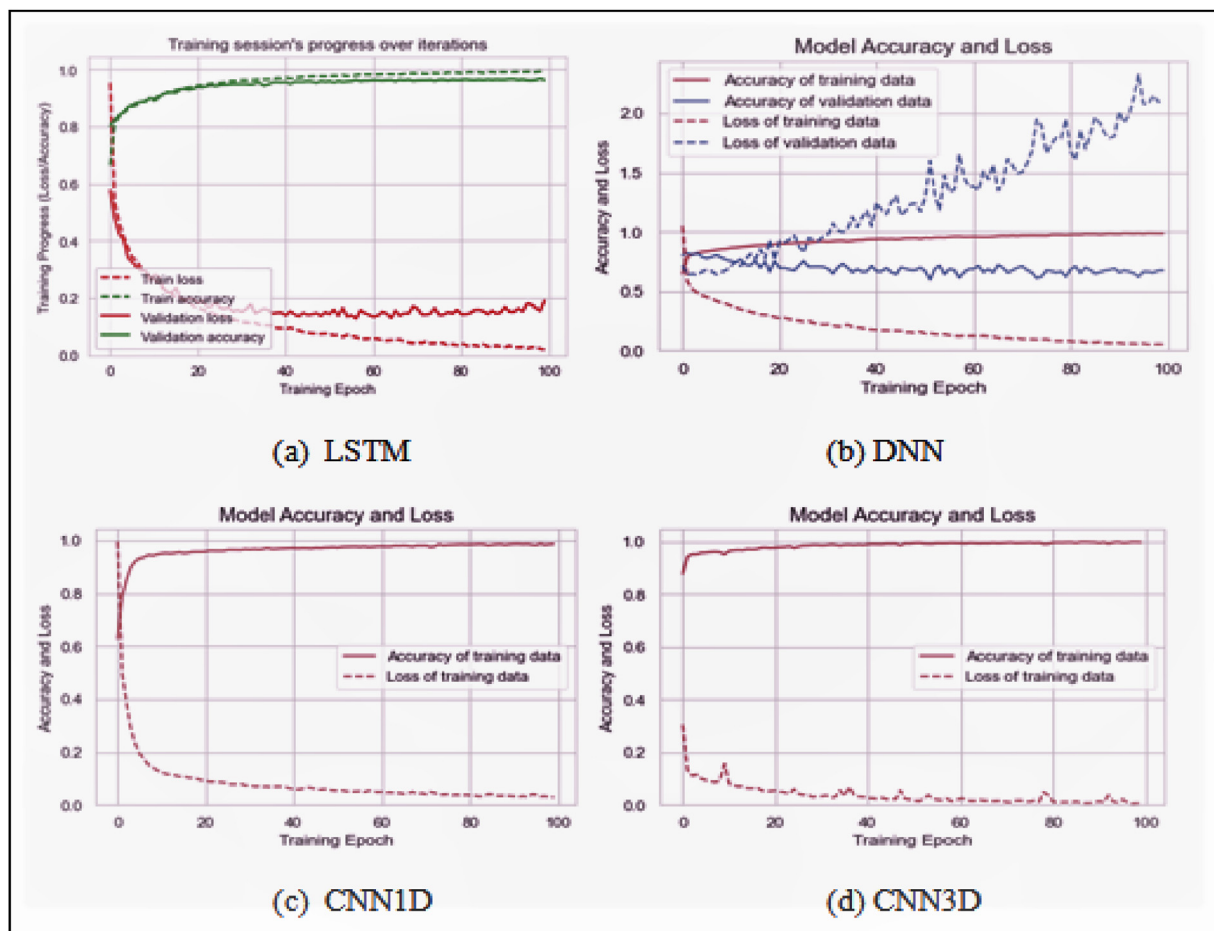 Training session's progress over iterations
Training Progress (Loss/Accuracy)
1.0
0.8
0.6
0.4
0.2
0.0
Train loss
Train accuracy
Validation loss
Validation accuracy
0 20 40 60 80 100
Training Epoch
(a) LSTM
Model Accuracy and Loss
Accuracy and Loss
2.0
1.5
1.0
0.5
0.0
Accuracy of training data
Accuracy of validation data
Loss of training data
Loss of validation data
0 20 40 60 80 100
Training Epoch
(b) DNN
Model Accuracy and Loss
Accuracy and Loss
1.0
0.8
0.6
0.4
0.2
0.0
Accuracy of training data
Loss of training data
0 20 40 60 80 100
Training Epoch
(c) CNN1D
Model Accuracy and Loss
Accuracy and Loss
1.0
0.8
0.6
0.4
0.2
0.0
Accuracy of training data
Loss of training data
0 20 40 60 80 100
Training Epoch
(d) CNN3D